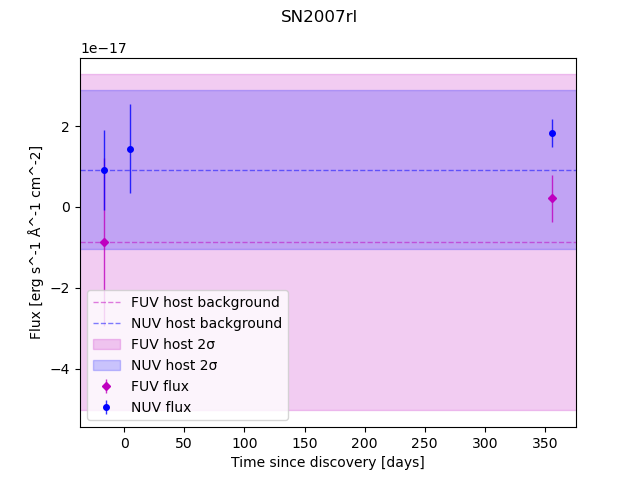 SN2007rl
1e−17
2
0
−2
−4
Flux [erg s^-1 Å^-1 cm^-2]
FUV host background
NUV host background
FUV host 2σ
NUV host 2σ
FUV flux
NUV flux
0 50 100 150 200 250 300 350
Time since discovery [days]